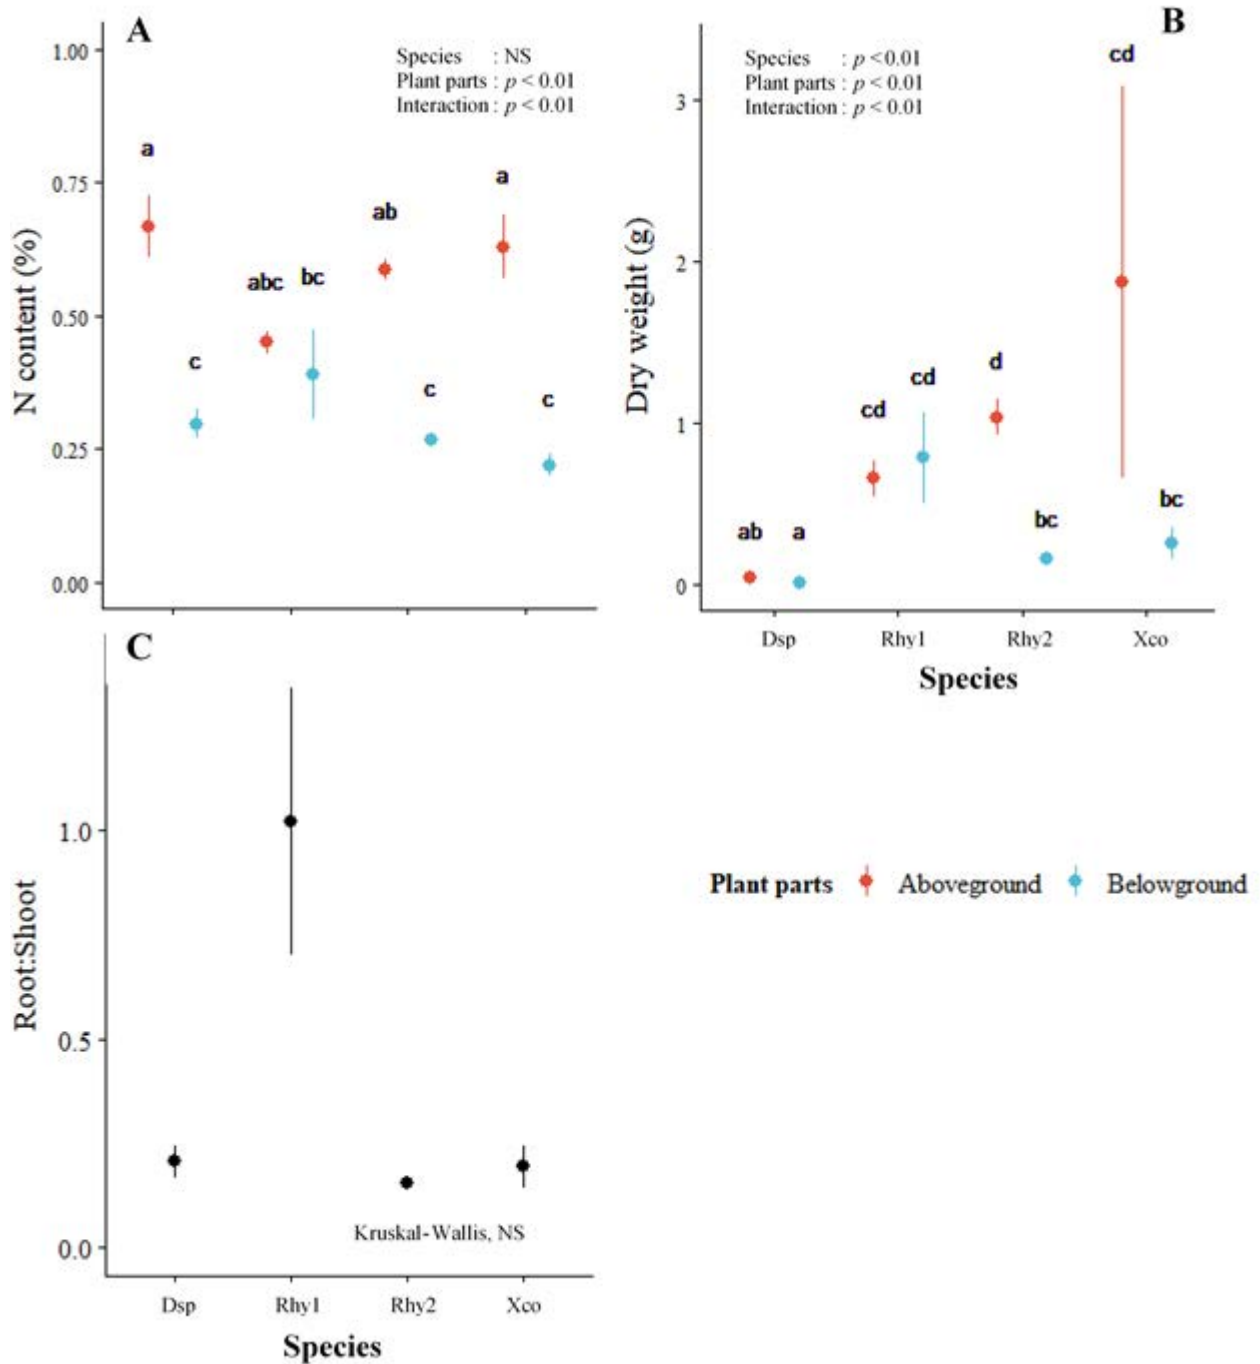 A
Species : NS
Plant parts : p < 0.01
Interaction : p < 0.01
N content (%)
1.00
0.75
0.50
0.25
0.00
a
c
abc
bc
ab
c
a
c
B
Species : p < 0.01
Plant parts : p < 0.01
Interaction : p < 0.01
Dry weight (g)
3
2
1
0
ab
a
cd
cd
d
bc
cd
bc
Dsp
Rhy1
Rhy2
Xco
Species
C
Root:Shoot
1.0
0.5
0.0
Kruskal-Wallis, NS
Dsp
Rhy1
Rhy2
Xco
Species
Plant parts Aboveground Belowground